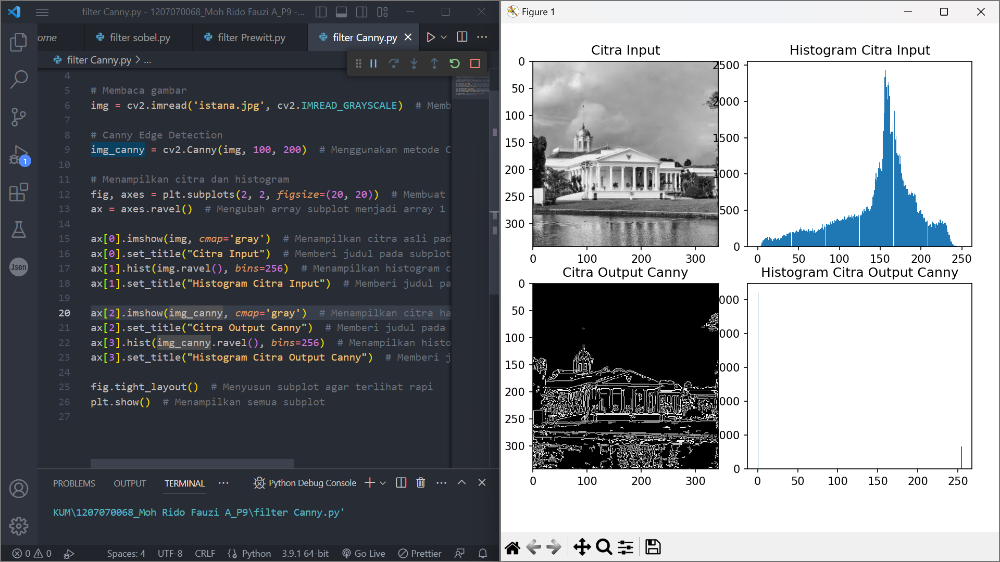 filter Canny.py - 1207070068_Moh Rido Fauzi A_P9 -...
ome
filter sobel.py
filter Prewitt.py
filter Canny.py
filter Canny.py > ...
4
5 # Membaca gambar
6 img = cv2.imread('istana.jpg', cv2.IMREAD_GRAYSCALE) # Memb
7
8 # Canny Edge Detection
9 img_canny = cv2.Canny(img, 100, 200) # Menggunakan metode C
10
11 # Menampilkan citra dan histogram
12 fig, axes = plt.subplots(2, 2, figsize=(20, 20)) # Membuat
13 ax = axes.ravel() # Mengubah array subplot menjadi array 1
14
15 ax[0].imshow(img, cmap='gray') # Menampilkan citra asli pad
16 ax[0].set_title("Citra Input") # Memberi judul pada subplot
17 ax[1].hist(img.ravel(), bins=256) # Menampilkan histogram c
18 ax[1].set_title("Histogram Citra Input") # Memberi judul pa
19
20 ax[2].imshow(img_canny, cmap='gray') # Menampilkan citra ha
21 ax[2].set_title("Citra Output Canny") # Memberi judul pada
22 ax[3].hist(img_canny.ravel(), bins=256) # Menampilkan histo
23 ax[3].set_title("Histogram Citra Output Canny") # Memberi j
24
25 fig.tight_layout() # Menyusun subplot agar terlihat rapi
26 plt.show() # Menampilkan semua subplot
27
1
Json
PROBLEMS OUTPUT TERMINAL ... Python Debug Console
KUM\1207070068_Moh Rido Fauzi A_P9\filter Canny.py'
0 0 Spaces: 4 UTF-8 CRLF Python 3.9.1 64-bit Go Live Prettier
Figure 1
Citra Input
0
50
100
150
200
250
300
0 100 200 300
Histogram Citra Input
2500
2000
1500
1000
500
0
0 50 100 150 200 250
Citra Output Canny
0
50
100
150
200
250
300
0 100 200 300
Histogram Citra Output Canny
000
000
000
000
000
0
0 50 100 150 200 250